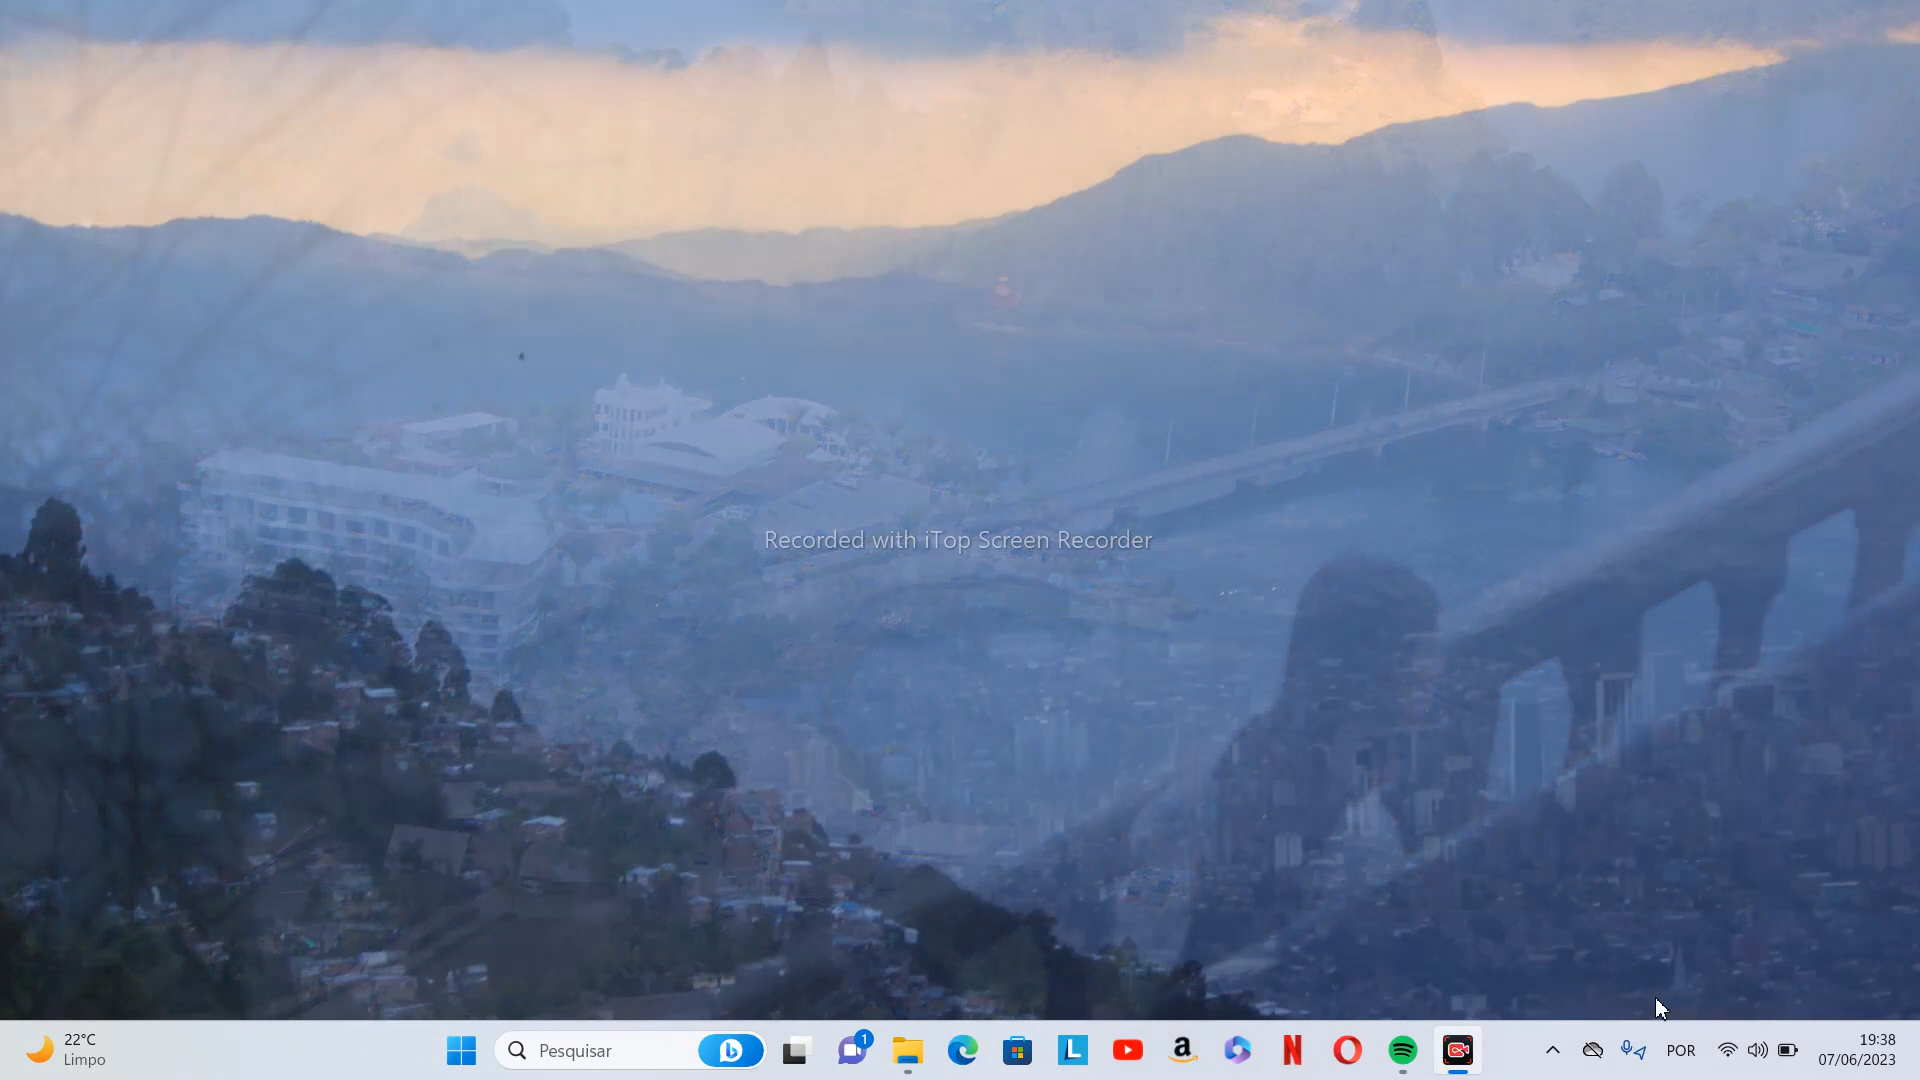 Recorded with iTop Screen Recorder
22°C
Limpo
Pesquisar
1
POR
19:38
07/06/2023